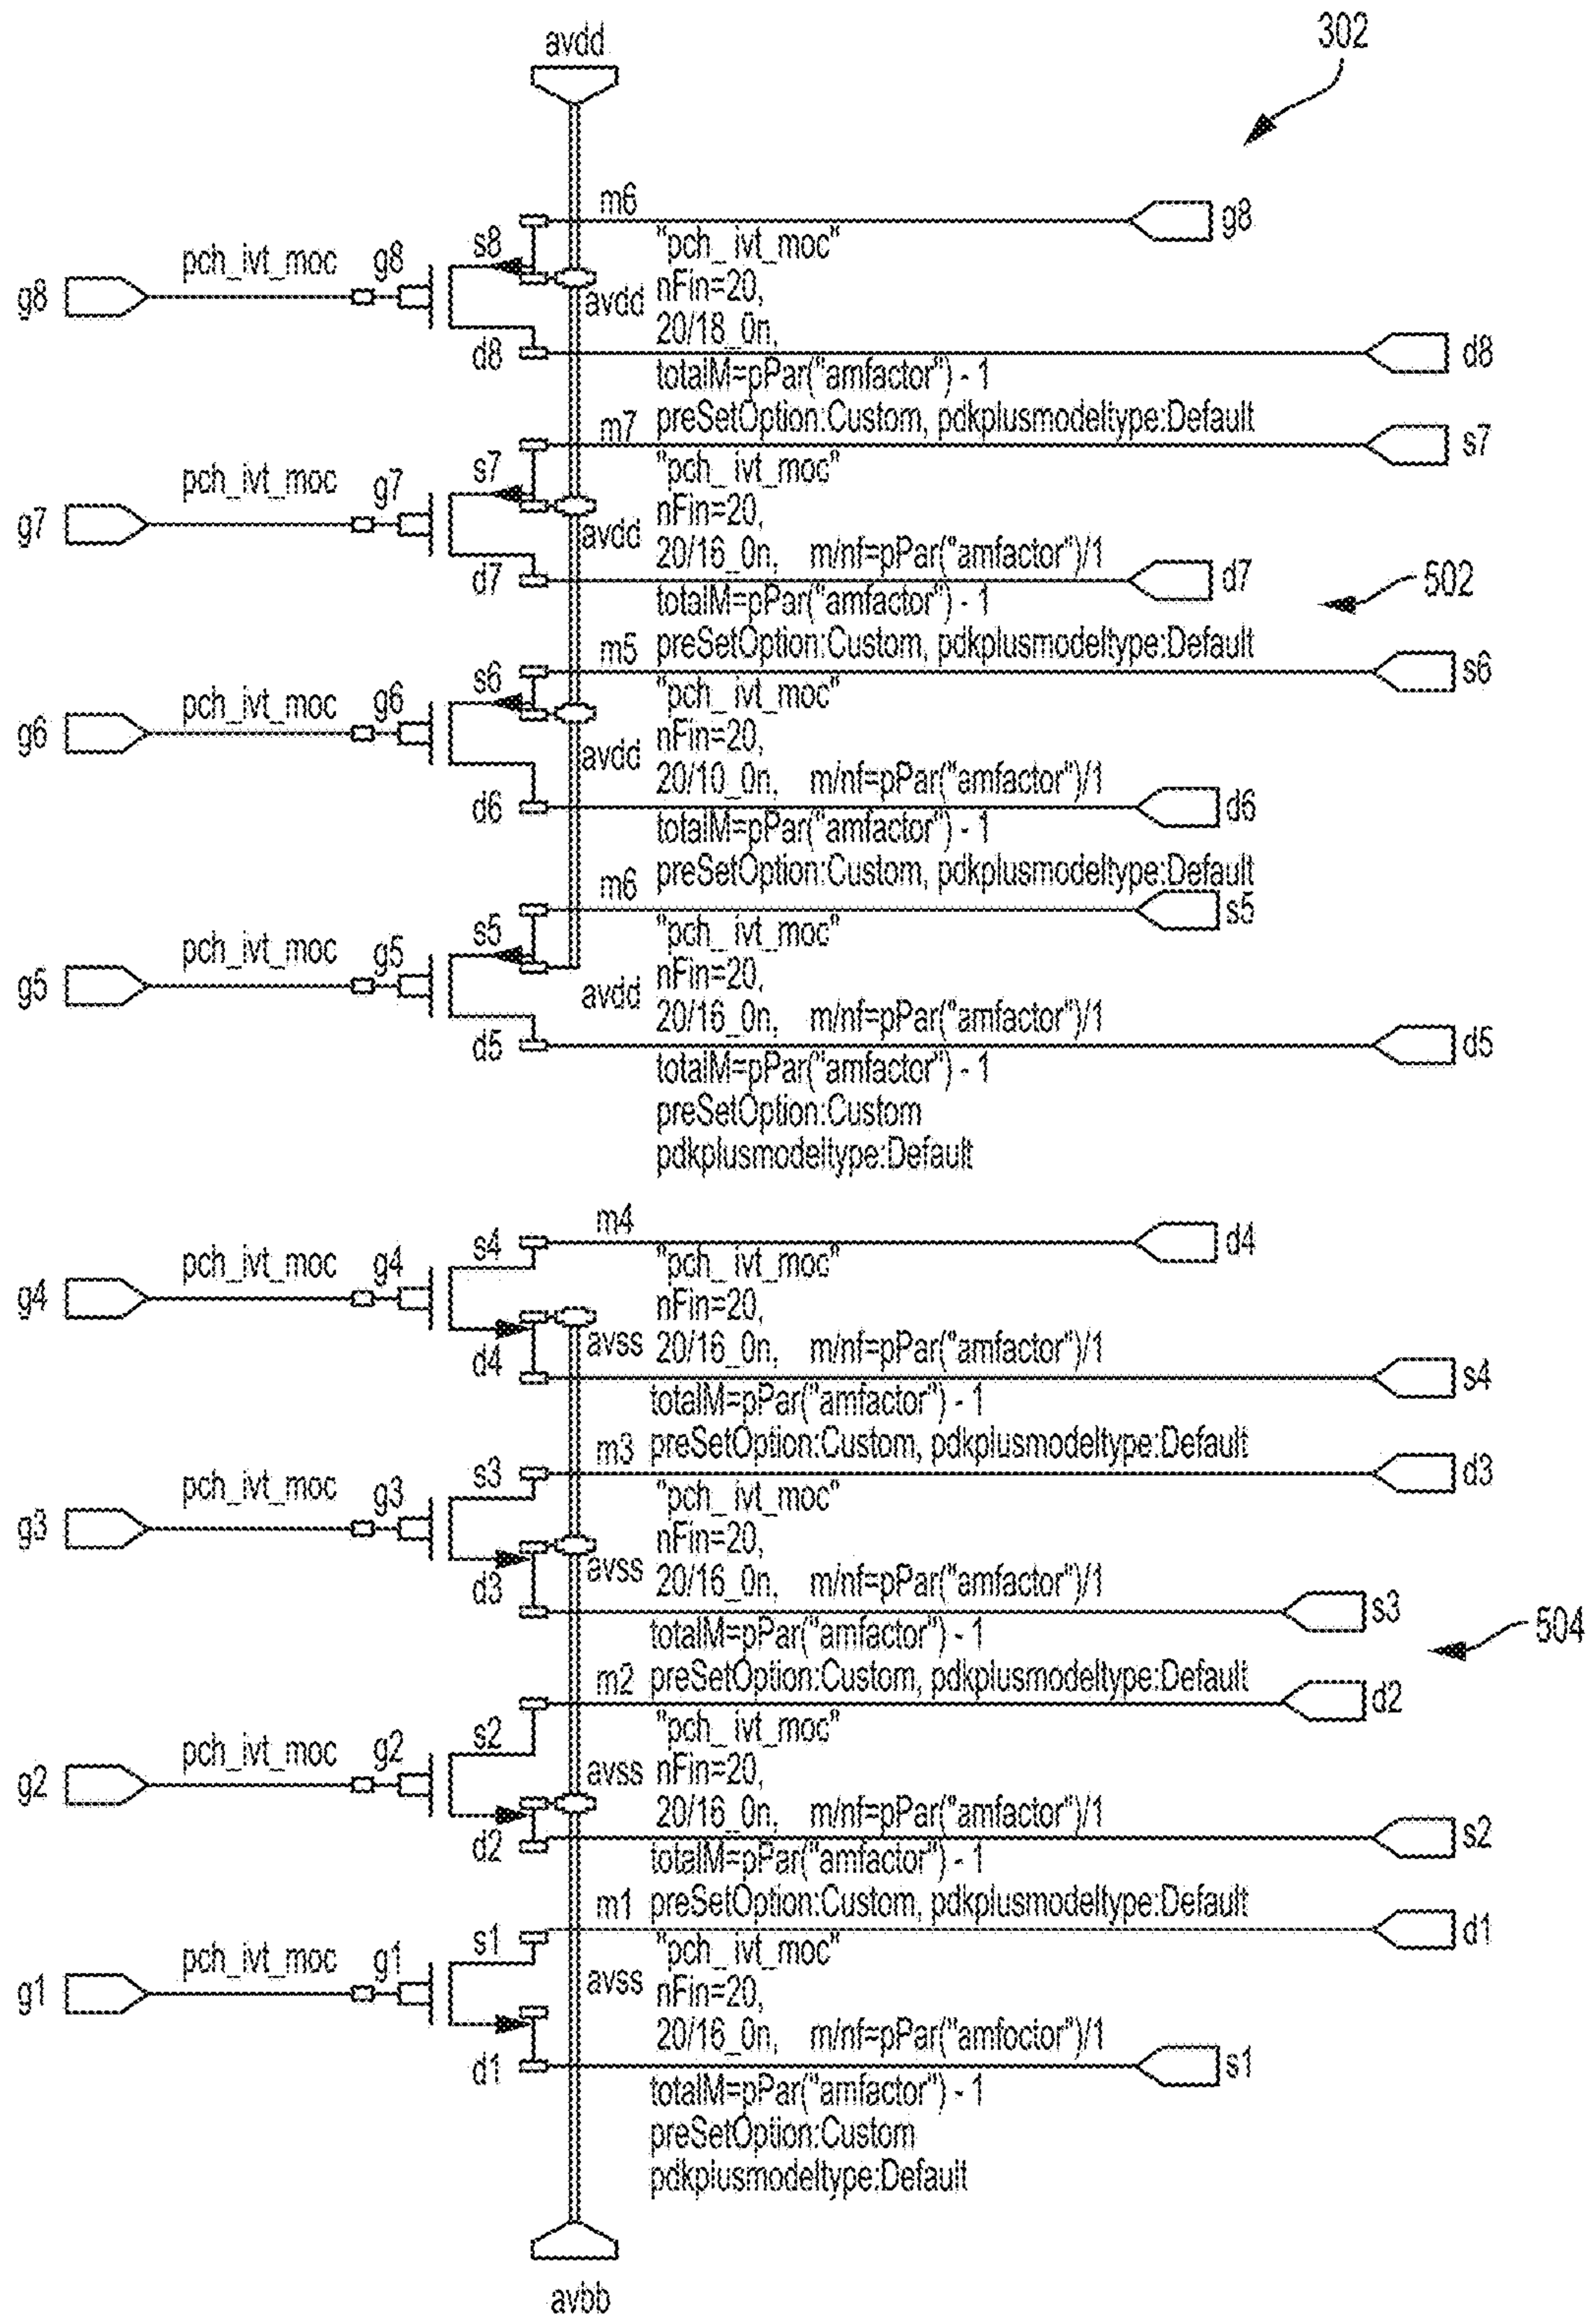 302
avdd
m6
g8
s8
"pch_ivt_moc"
pch_ivt_moc
g8
g8
nFin=20,
avdd
20/18_0n,
d8
d8
totalM=pPar("amfactor") - 1
preSetOption:Custom, pdkplusmodeltype:Default
m7
s7
s7
"pch_ivt_moc"
pch_ivt_moc
g7
g7
nFin=20,
avdd
20/16_0n, m/nf=pPar("amfactor")/1
d7
d7
502
totalM=pPar("amfactor") - 1
preSetOption:Custom, pdkplusmodeltype:Default
m5
s6
s6
"pch_ivt_moc"
pch_ivt_moc
g6
g6
nFin=20,
avdd
20/10_0n, m/nf=pPar("amfactor")/1
d6
d6
totalM=pPar("amfactor") - 1
preSetOption:Custom, pdkplusmodeltype:Default
m6
s5
s5
"pch_ ivt_moc"
pch_ivt_moc
g5
g5
nFin=20,
avdd
20/16_0n, m/nf=pPar("amfactor")/1
d5
d5
totalM=pPar("amfactor") - 1
preSetOption:Custom
pdkplusmodeltype:Default
m4
d4
s4
"pch_ ivt_moc"
pch_ivt_moc
g4
g4
nFin=20,
avss
20/16_0n, m/nf=pPar("amfactor")/1
d4
s4
totalM=pPar("amfactor") - 1
preSetOption:Custom, pdkplusmodeltype:Default
m3
d3
s3
"pch_ ivt_moc"
pch_ivt_moc
g3
g3
nFin=20,
avss
20/16_0n, m/nf=pPar("amfactor")/1
d3
s3
504
totalM=pPar("amfactor") - 1
preSetOption:Custom, pdkplusmodeltype:Default
m2
d2
s2
"pch_ivt_moc"
pch_ivt_moc
g2
g2
avss
nFin=20,
20/16_0n, m/nf=pPar("amfactor")/1
d2
s2
totalM=pPar("amfactor") - 1
preSetOption:Custom, pdkplusmodeltype:Default
m1
d1
s1
"pch_ivt_moc"
pch_ivt_moc
g1
g1
avss
nFin=20,
20/16_0n, m/nf=pPar("amfoctor")/1
d1
s1
totalM=pPar("amfactor") - 1
preSetOption:Custom
pdkplusmodeltype:Default
avbb